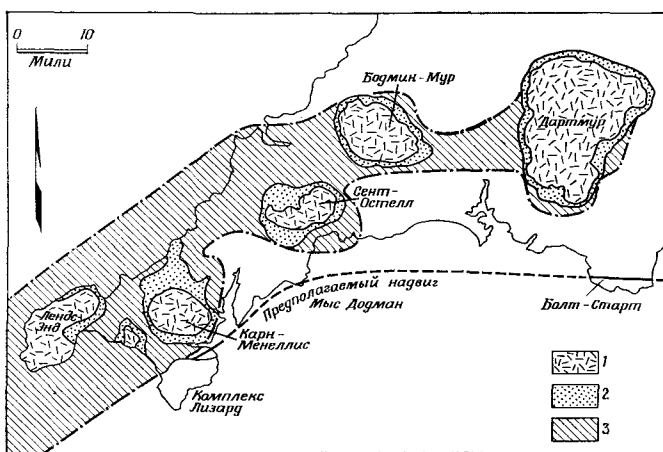 0 10
Мили
Бодмин-Мур
Дартмур
Сент-
Остелл
Предполагаемый надвиг
Мыс Додман
Болт-Старт
Лендс-
Энд
Карн-
Менеллис
Комплекс
Лизард
1
2
3